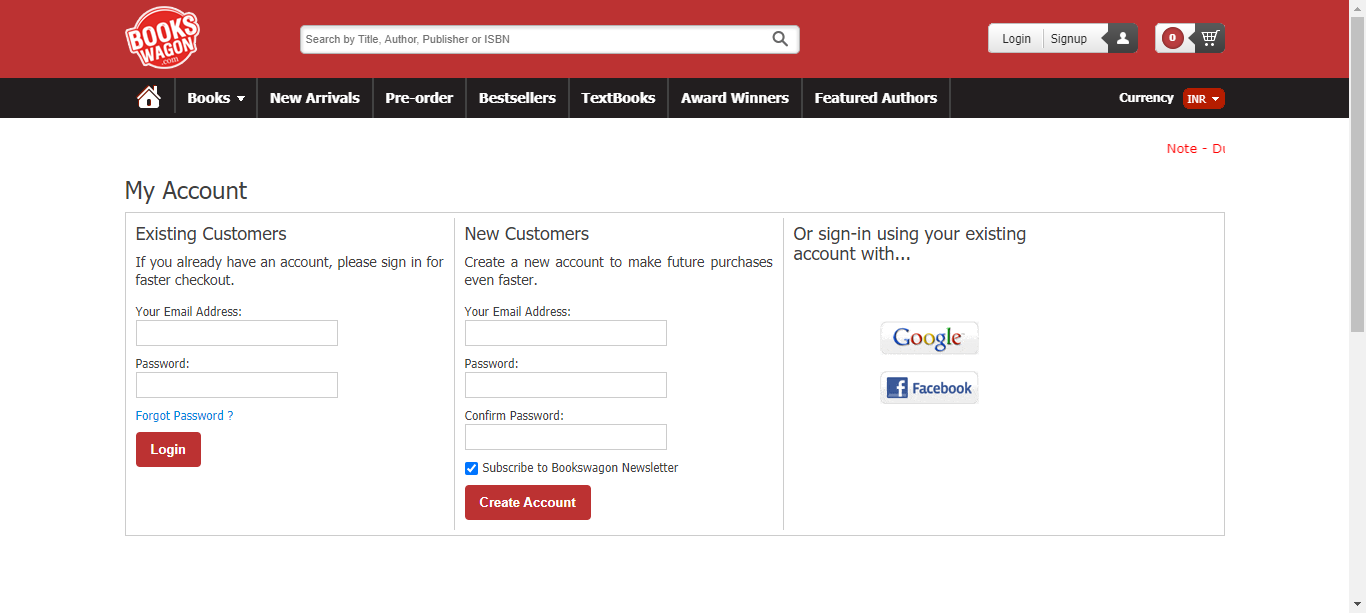 BOOKS
WAGON
.com
Search by Title, Author, Publisher or ISBN
Login Signup
0
Books New Arrivals Pre-order Bestsellers TextBooks Award Winners Featured Authors
Currency INR
Note - Du
My Account
Existing Customers
If you already have an account, please sign in for
faster checkout.
Your Email Address:
Password:
Forgot Password ?
Login
New Customers
Create a new account to make future purchases
even faster.
Your Email Address:
Password:
Confirm Password:
Subscribe to Bookswagon Newsletter
Create Account
Or sign-in using your existing
account with...
Google
f Facebook